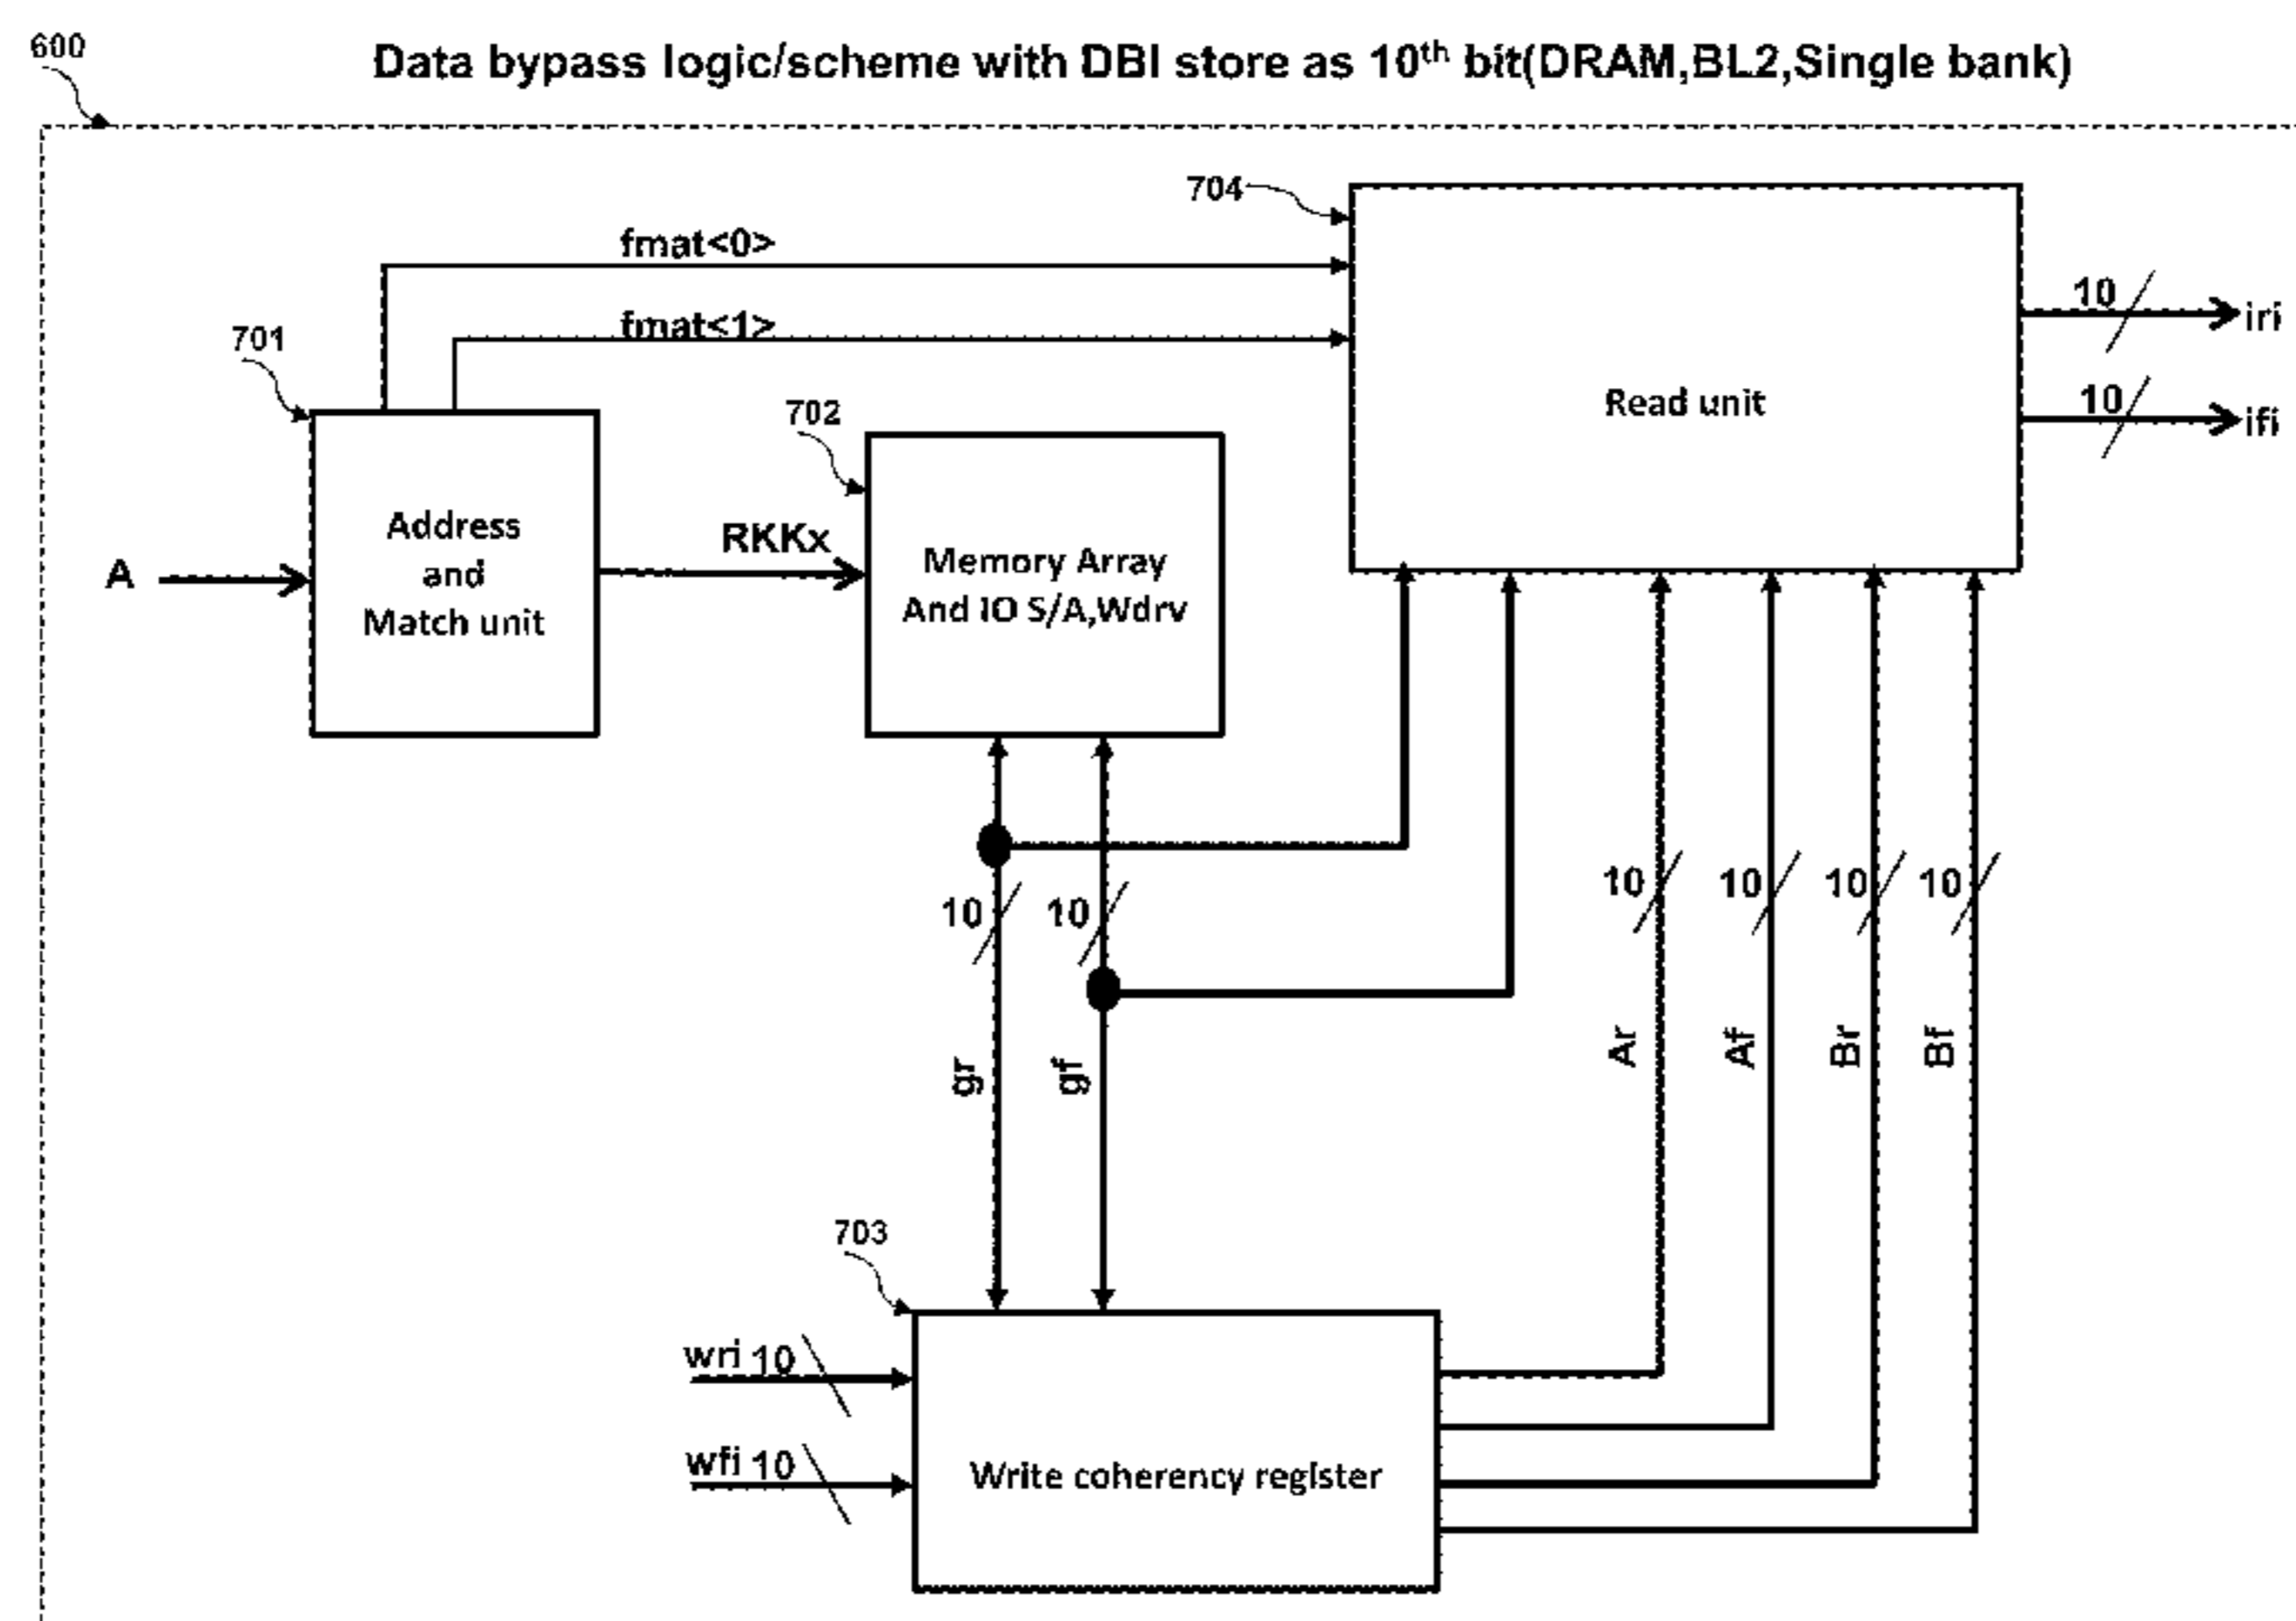 600
Data bypass logic/scheme with DBI store as 10th bit(DRAM,BL2,Single bank)
704
fmat<0>
fmat<1>
701
702
Read unit
10
iri
10
ifi
A
Address
and
Match unit
RKKx
Memory Array
And IO S/A,Wdrv
10
10
10
10
10
10
gr
gf
Ar
Af
Br
Bf
703
wri 10
wfi 10
Write coherency register